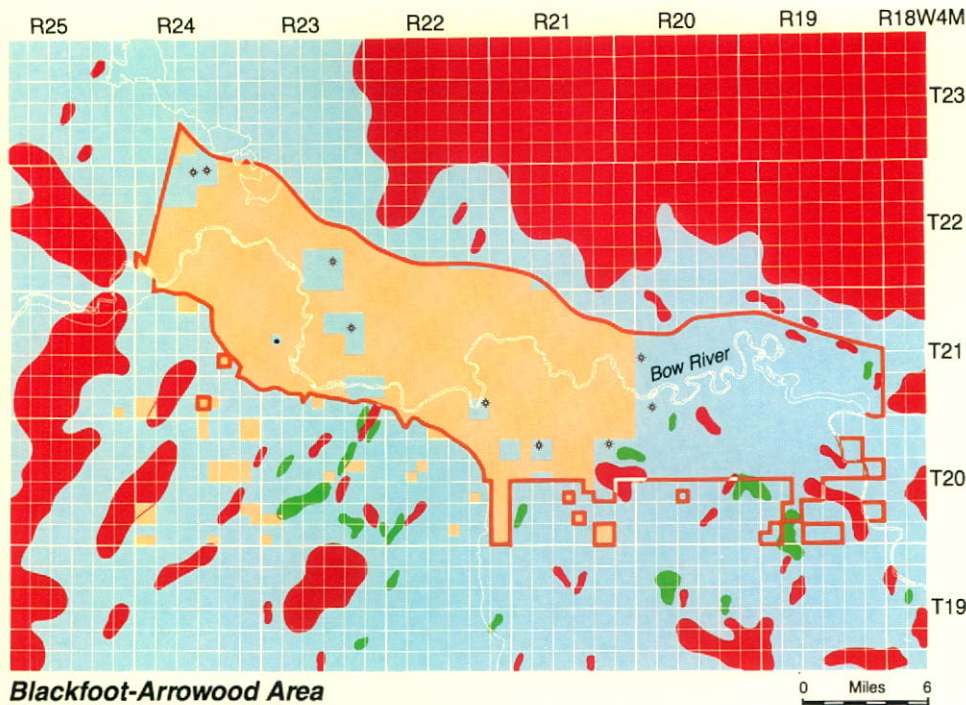 R25 R24 R23 R22 R21 R20 R19 R18W4M
T23
T22
T21
Bow River
T20
T19
Blackfoot-Arrowood Area
0 Miles 6